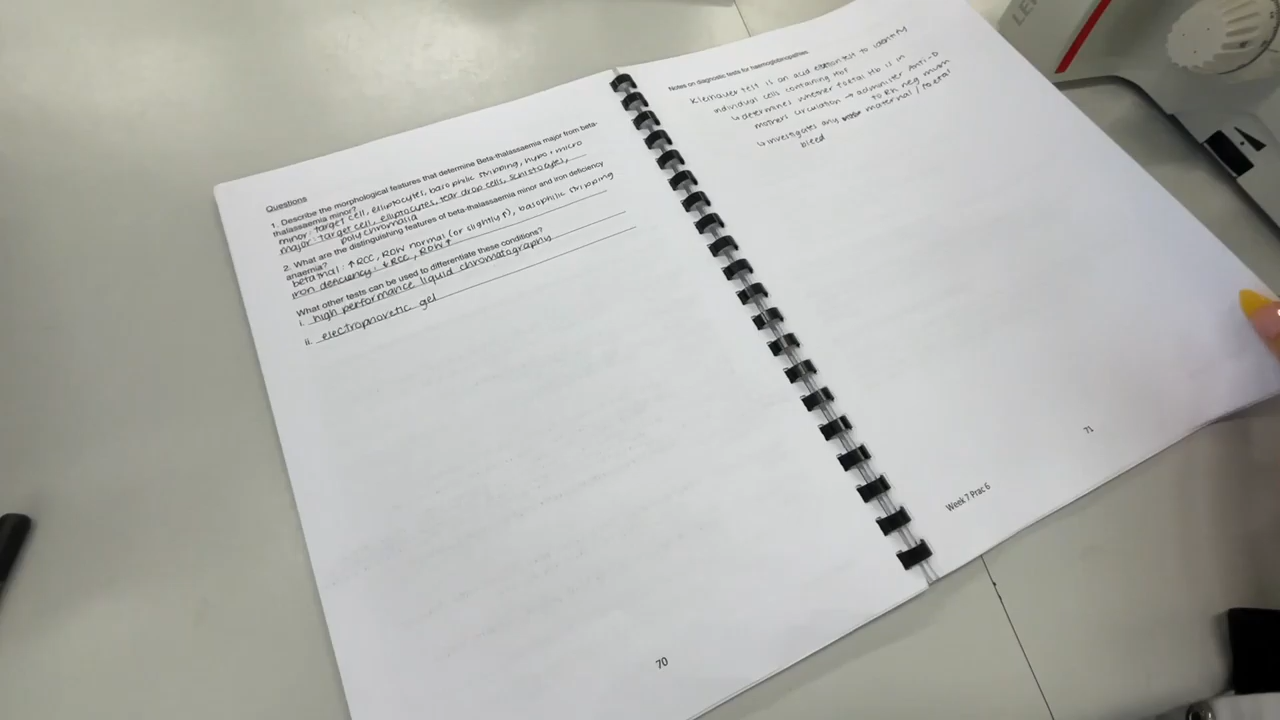 Questions
1. Describe the morphological features that determine Beta-thalassaemia major from beta-
thalassaemia minor?
minor: target cell, elliptocytes, basophilic stripping, hypo + micro
major: target cell, elliptocytes, tear drop cells, schistocytes,
polychromalia
2. What are the distinguishing features of beta-thalassaemia minor and iron deficiency
anaemia?
beta thal: ↑ RCC, RDW normal (or slightly ↑), basophilic stripping
iron deficiency: ↓ RCC, RDW ↑
What other tests can be used to differentiate these conditions?
i. high performance liquid chromatography
ii. electrophoretic gel
70
Notes on diagnostic tests for haemoglobinopathies.
Kleihauer test is an acid elution test to identify
individual cells containing HbF
↳ determines whether foetal Hb is in
mothers circulation → administer Anti-D
to Rh neg mum
↳ investigates any maternal / foetal
bleed
Week 7 Prac 6
71
LE